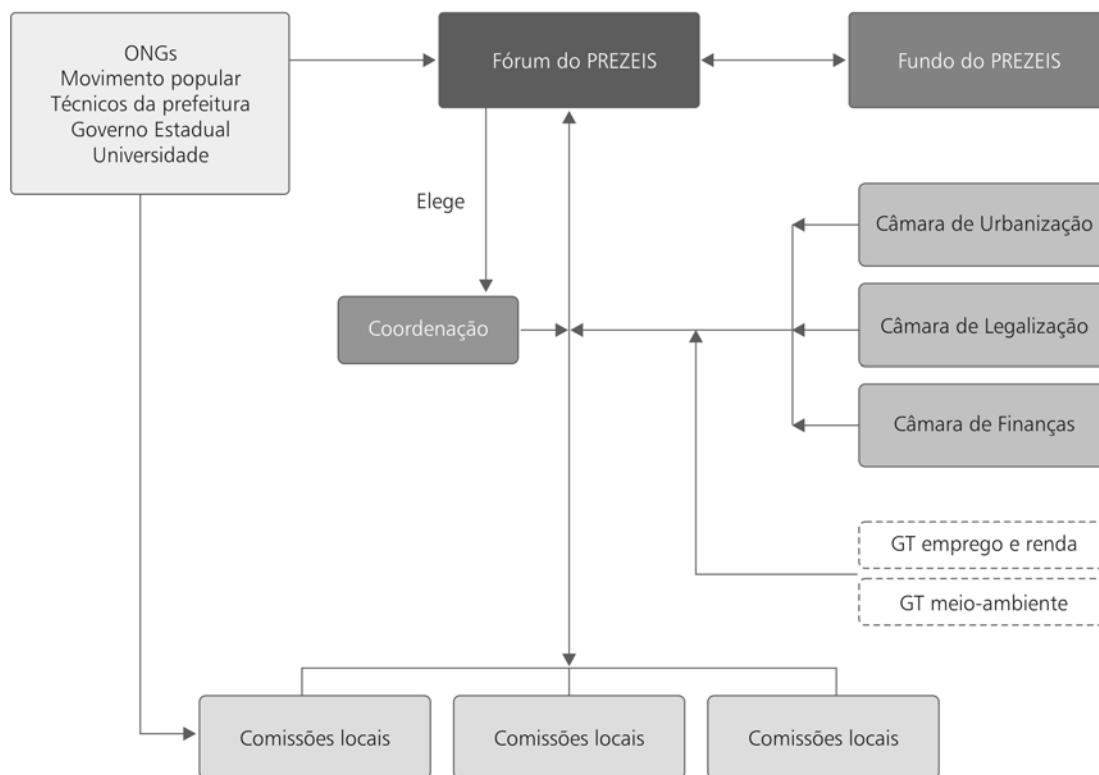 ONGs
Movimento popular
Técnicos da prefeitura
Governo Estadual
Universidade
Fórum do PREZEIS
Fundo do PREZEIS
Elege
Câmara de Urbanização
Coordenação
Câmara de Legalização
Câmara de Finanças
GT emprego e renda
GT meio-ambiente
Comissões locais
Comissões locais
Comissões locais